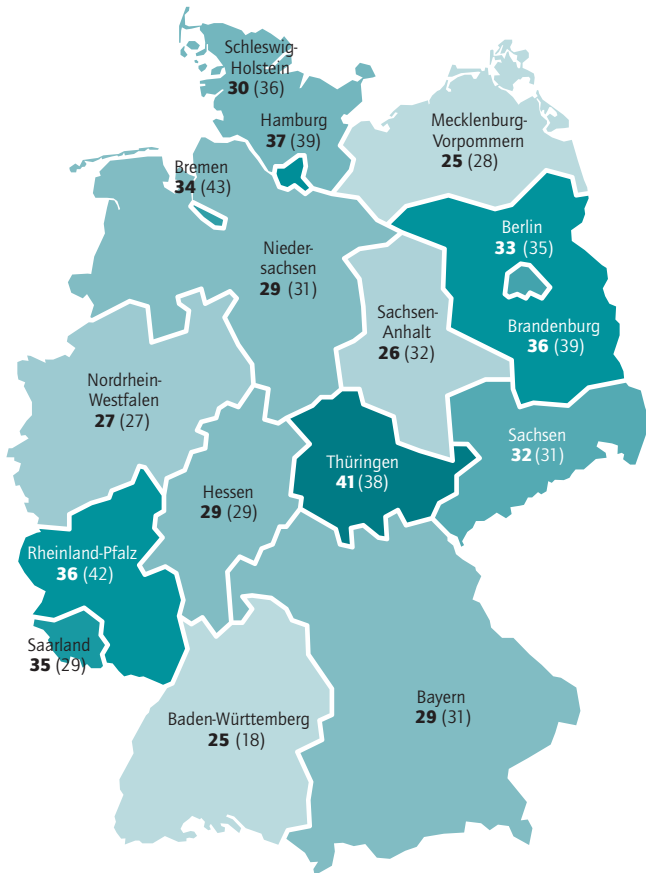 Schleswig-
Holstein
30 (36)
Hamburg
37 (39)
Mecklenburg-
Vorpommern
25 (28)
Bremen
34 (43)
Berlin
33 (35)
Nieder-
sachsen
29 (31)
Sachsen-
Anhalt
26 (32)
Brandenburg
36 (39)
Nordrhein-
Westfalen
27 (27)
Sachsen
32 (31)
Thüringen
41 (38)
Hessen
29 (29)
Rheinland-Pfalz
36 (42)
Saarland
35 (29)
Bayern
29 (31)
Baden-Württemberg
25 (18)